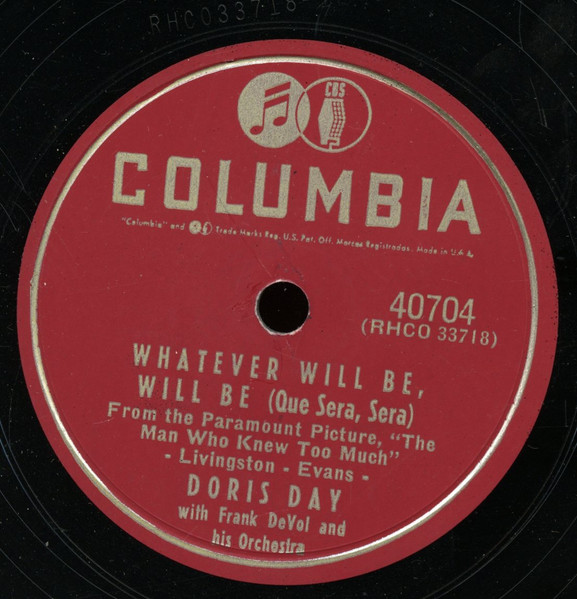 RHCO33718-
CBS
COLUMBIA
"Columbia" and Trade Marks Reg. U.S. Pat. Off. Marcas Registradas. Made in U.S.A.
40704
(RHCO 33718)
WHATEVER WILL BE,
WILL BE (Que Sera, Sera)
From the Paramount Picture, "The
Man Who Knew Too Much"
- Livingston - Evans -
DORIS DAY
with Frank DeVol and
his Orchestra